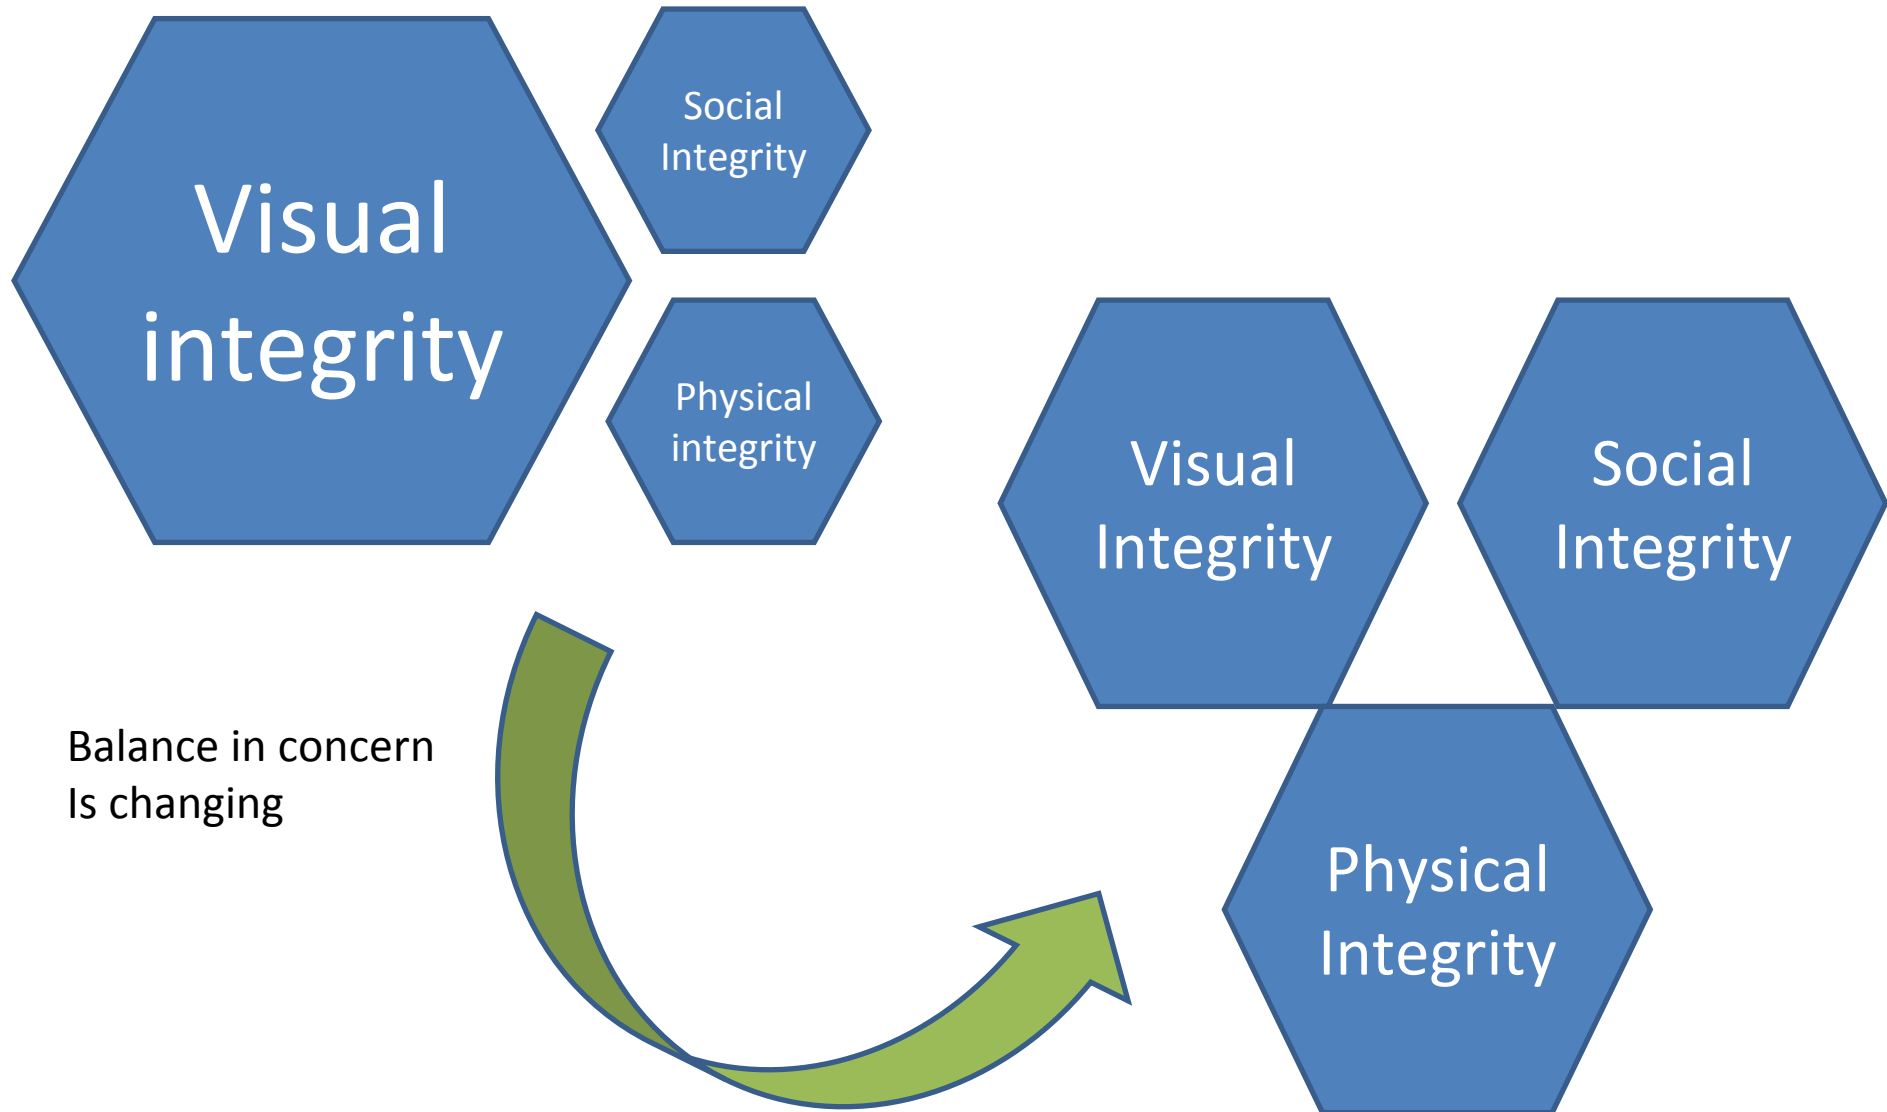 Visual
integrity
Social
Integrity
Physical
integrity
Visual
Integrity
Social
Integrity
Physical
Integrity
Balance in concern
Is changing